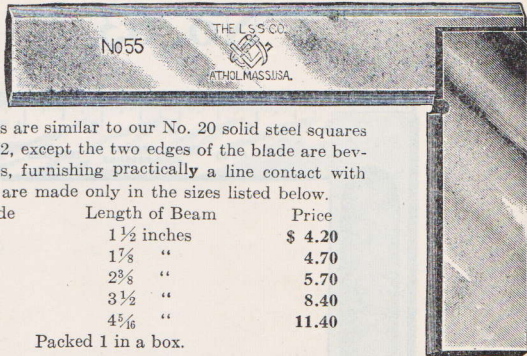 No55
THE L.S.S. CO.
ATHOL.MASS.USA.
s are similar to our No. 20 solid steel squares
2, except the two edges of the blade are bev-
s, furnishing practically a line contact with
are made only in the sizes listed below.
de Length of Beam Price
1½ inches $ 4.20
1⅞ " 4.70
2⅜ " 5.70
3½ " 8.40
4 5/16 " 11.40
Packed 1 in a box.